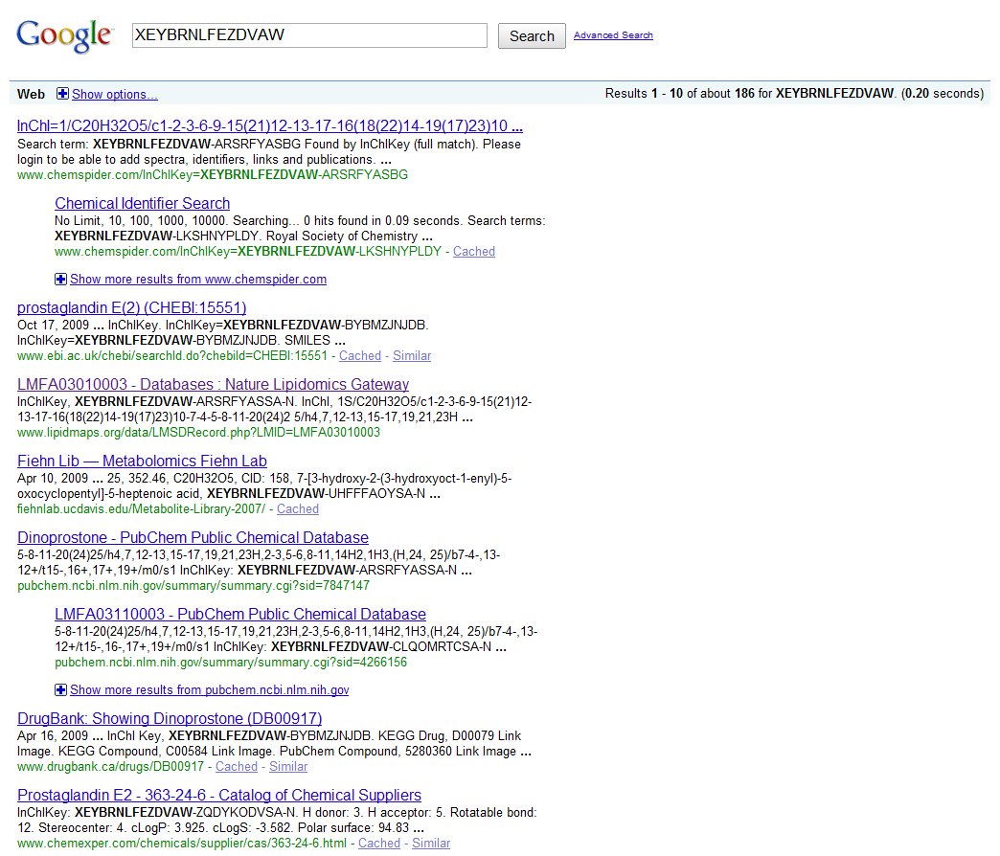 Google XEYBRNLFEZDVAW Search Advanced Search
Web Show options... Results 1 - 10 of about 186 for XEYBRNLFEZDVAW. (0.20 seconds)
InChI=1/C20H32O5/c1-2-3-6-9-15(21)12-13-17-16(18(22)14-19(17)23)10 ...
Search term: XEYBRNLFEZDVAW-ARSRFYASBG Found by InChIKey (full match). Please
login to be able to add spectra, identifiers, links and publications. ...
www.chemspider.com/InChIKey=XEYBRNLFEZDVAW-ARSRFYASBG
Chemical Identifier Search
No Limit, 10, 100, 1000, 10000. Searching... 0 hits found in 0.09 seconds. Search terms:
XEYBRNLFEZDVAW-LKSHNYPLDY. Royal Society of Chemistry ...
www.chemspider.com/InChIKey=XEYBRNLFEZDVAW-LKSHNYPLDY - Cached
Show more results from www.chemspider.com
prostaglandin E(2) (CHEBI:15551)
Oct 17, 2009 ... InChIKey. InChIKey=XEYBRNLFEZDVAW-BYBMZJNJDB.
InChIKey=XEYBRNLFEZDVAW-BYBMZJNJDB. SMILES ...
www.ebi.ac.uk/chebi/searchId.do?chebiId=CHEBI:15551 - Cached - Similar
LMFA03010003 - Databases : Nature Lipidomics Gateway
InChIKey, XEYBRNLFEZDVAW-ARSRFYASSA-N. InChI, 1S/C20H32O5/c1-2-3-6-9-15(21)12-
13-17-16(18(22)14-19(17)23)10-7-4-5-8-11-20(24)2 5/h4,7,12-13,15-17,19,21,23H ...
www.lipidmaps.org/data/LMSDRecord.php?LMID=LMFA03010003
Fiehn Lib — Metabolomics Fiehn Lab
Apr 10, 2009 ... 25, 352.46, C20H32O5, CID: 158, 7-[3-hydroxy-2-(3-hydroxyoct-1-enyl)-5-
oxocyclopentyl]-5-heptenoic acid, XEYBRNLFEZDVAW-UHFFFAOYSA-N ...
fiehnlab.ucdavis.edu/Metabolite-Library-2007/ - Cached
Dinoprostone - PubChem Public Chemical Database
5-8-11-20(24)25/h4,7,12-13,15-17,19,21,23H,2-3,5-6,8-11,14H2,1H3,(H,24, 25)/b7-4-,13-
12+/t15-,16+,17+,19+/m0/s1 InChIKey: XEYBRNLFEZDVAW-ARSRFYASSA-N ...
pubchem.ncbi.nlm.nih.gov/summary/summary.cgi?sid=7847147
LMFA03110003 - PubChem Public Chemical Database
5-8-11-20(24)25/h4,7,12-13,15-17,19,21,23H,2-3,5-6,8-11,14H2,1H3,(H,24, 25)/b7-4-,13-
12+/t15-,16-,17+,19+/m0/s1 InChIKey: XEYBRNLFEZDVAW-CLQOMRTCSA-N ...
pubchem.ncbi.nlm.nih.gov/summary/summary.cgi?sid=4266156
Show more results from pubchem.ncbi.nlm.nih.gov
DrugBank: Showing Dinoprostone (DB00917)
Apr 16, 2009 ... InChI Key, XEYBRNLFEZDVAW-BYBMZJNJDB. KEGG Drug, D00079 Link
Image. KEGG Compound, C00584 Link Image. PubChem Compound, 5280360 Link Image ...
www.drugbank.ca/drugs/DB00917 - Cached - Similar
Prostaglandin E2 - 363-24-6 - Catalog of Chemical Suppliers
InChIKey: XEYBRNLFEZDVAW-ZQDYKODVSA-N. H donor: 3. H acceptor: 5. Rotatable bond:
12. Stereocenter: 4. cLogP: 3.925. cLogS: -3.582. Polar surface: 94.83 ...
www.chemexper.com/chemicals/supplier/cas/363-24-6.html - Cached - Similar